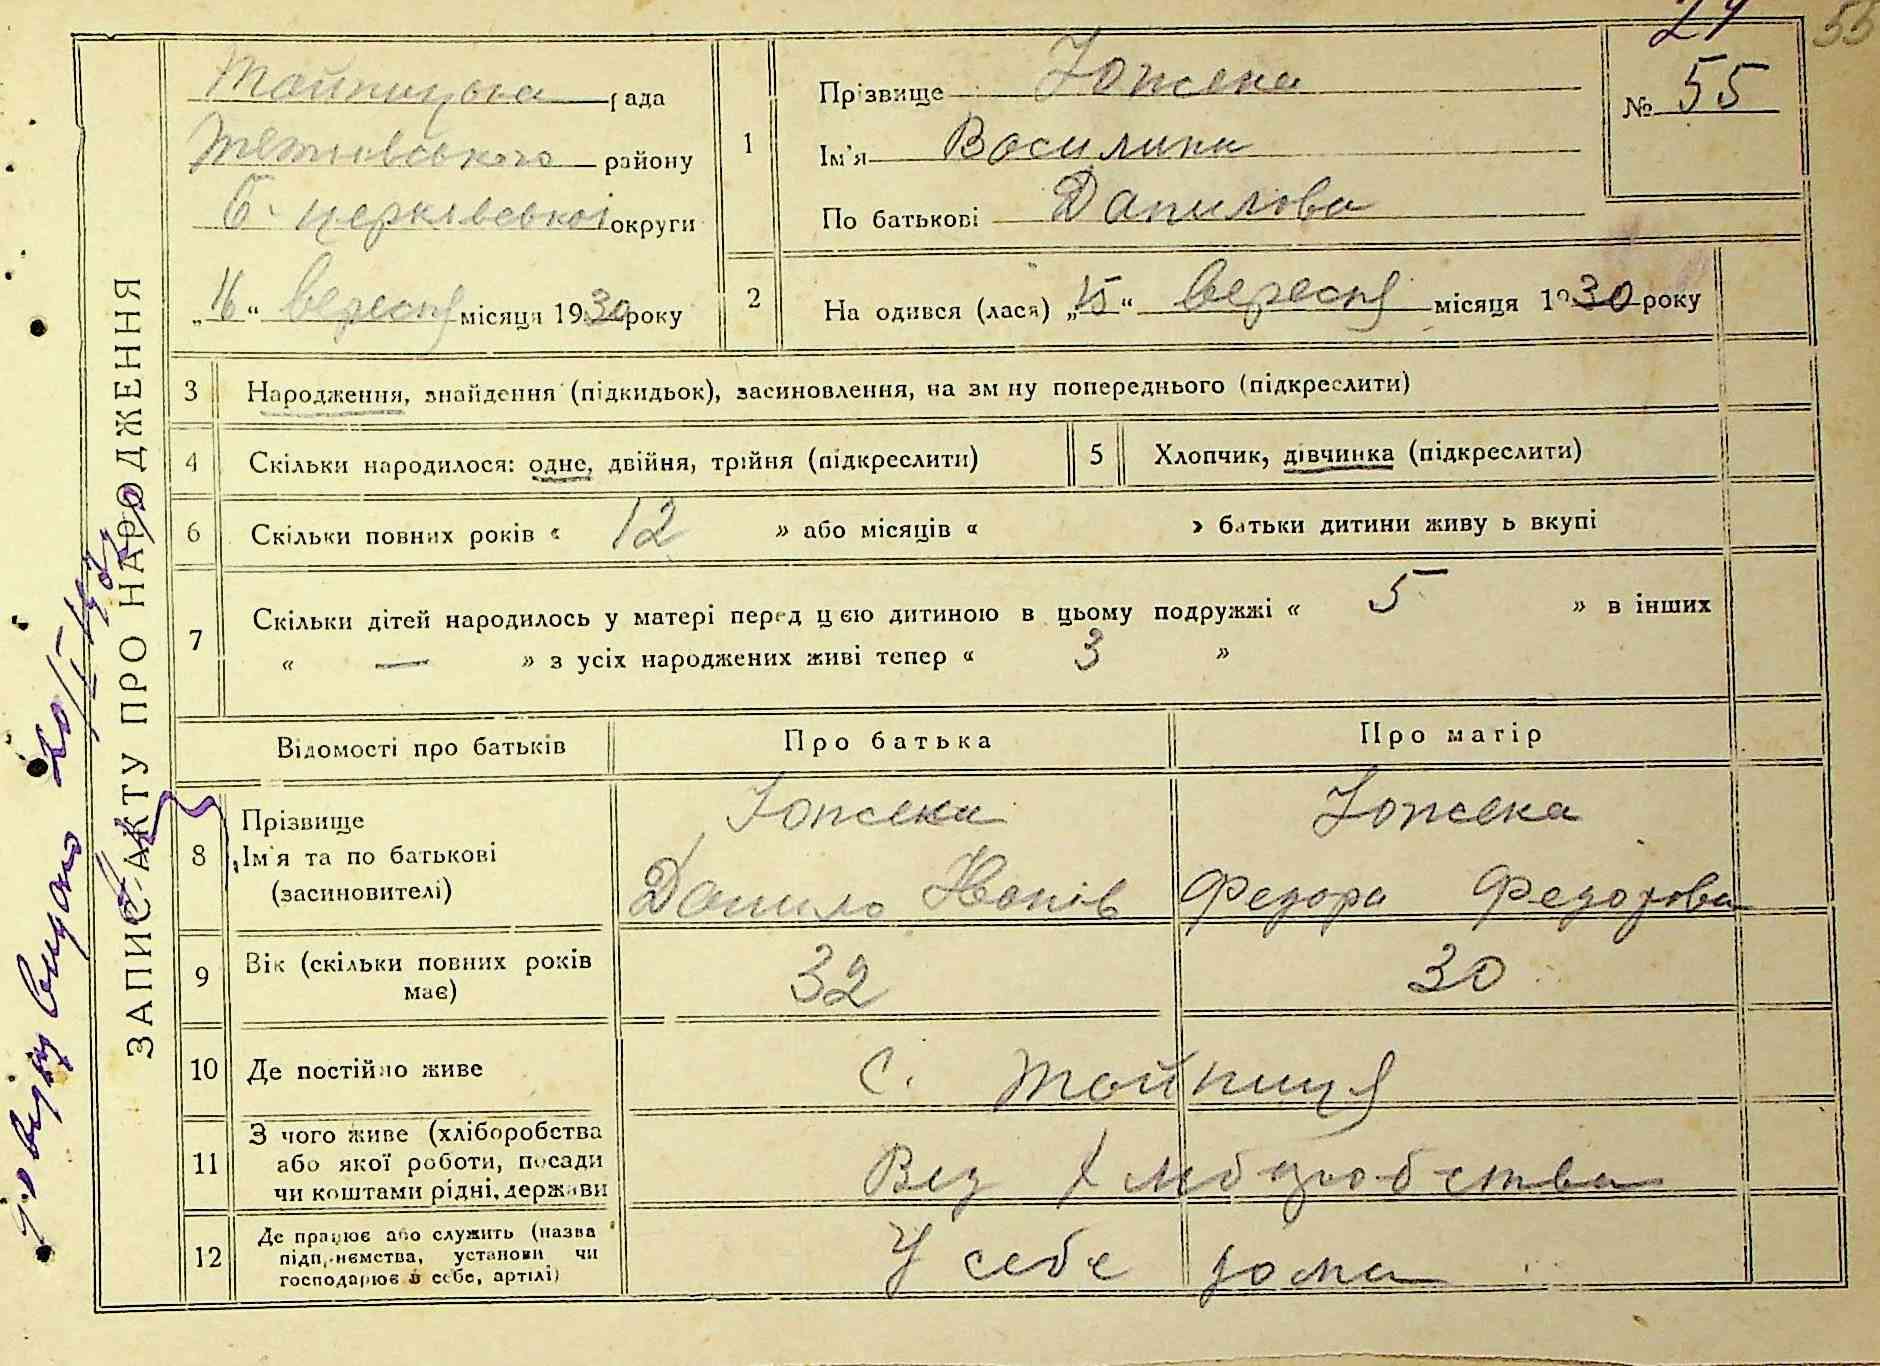 27 55
Тайницька рада
Тетіївського району
Б. церківської округи
„16“ вересня місяця 1930 року
№ 55
1
Прізвище
Ім'я Василина
По батькові Данилова
2 На одився (лася) „15“ вересня місяця 1930 року
ЗАПИС АКТУ ПРО НАРОДЖЕННЯ
3 Народження, знайдення (підкидьок), засиновлення, на зм ну попереднього (підкреслити)
4 Скільки народилося: одне, двійня, трійня (підкреслити)
5 Хлопчик, дівчинка (підкреслити)
6 Скільки повних років « 12 » або місяців « » батьки дитини живу ь вкупі
7 Скільки дітей народилось у матері перед цією дитиною в цьому подружжі « 5 » в інших
« — » з усіх народжених живі тепер « 3 »
Відомості про батьків Про батька Про матір
8 Прізвище
Ім'я та по батькові
(засиновителі)
Данило Іванів Федора Федорова
9 Вік (скільки повних років
має)
32 30
10 Де постійно живе с. Тайниця
11 З чого живе (хліборобства
або якої роботи, посади
чи коштами рідні, держави
Від Хліборобства
12 Де працює або служить (назва
підприємства, установи чи
господарює в себе, артілі)
У себе дома